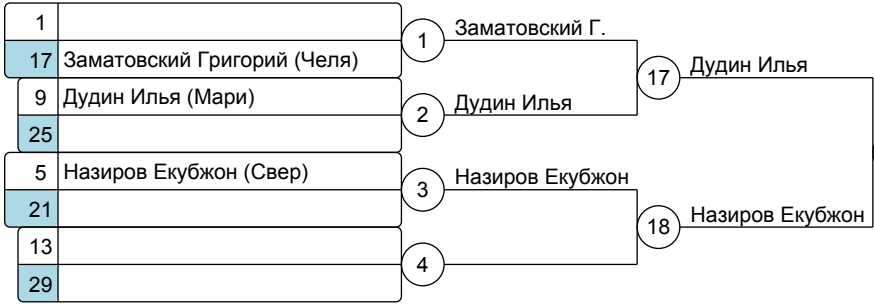 1
1 Заматовский Г.
17 Заматовский Григорий (Челя)
17 Дудин Илья
9 Дудин Илья (Мари)
2 Дудин Илья
25
5 Назиров Екубжон (Свер)
3 Назиров Екубжон
21
18 Назиров Екубжон
13
4
29